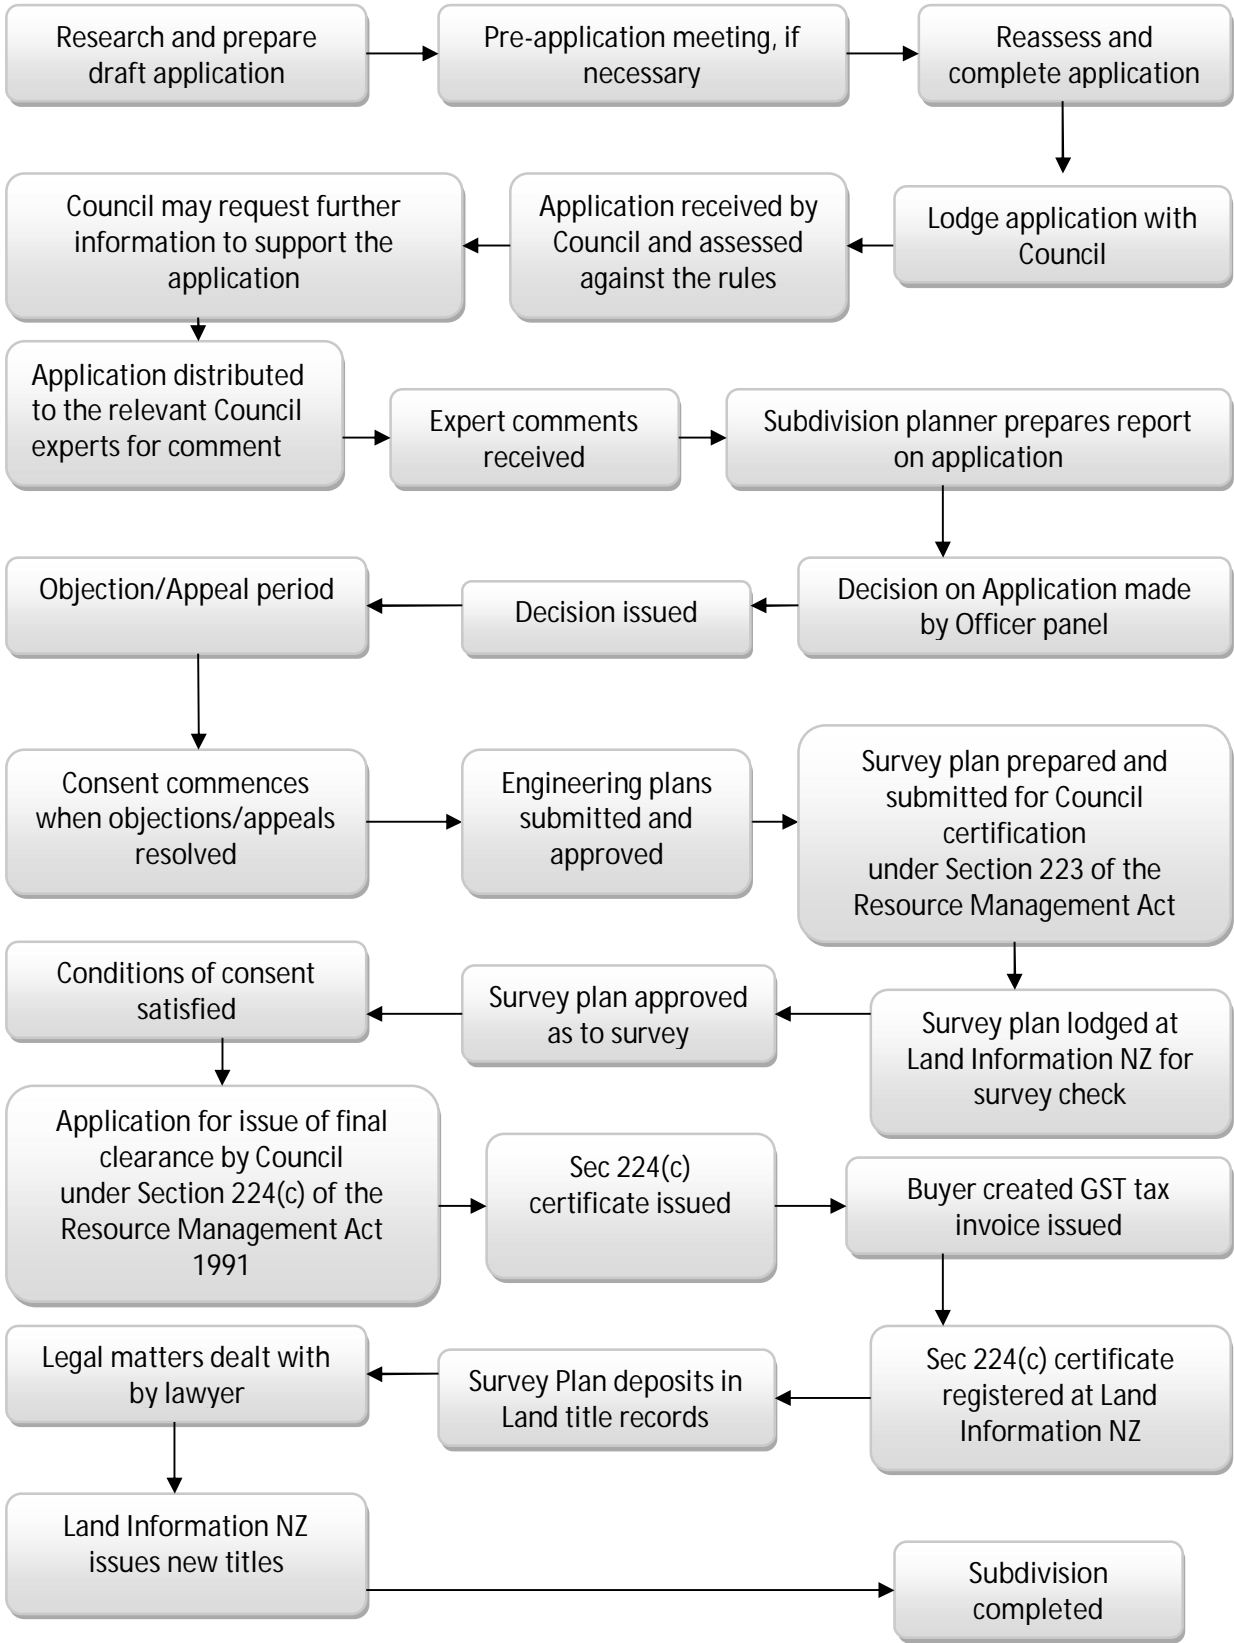 Research and prepare
draft application
Pre-application meeting, if
necessary
Reassess and
complete application
Lodge application with
Council
Application received by
Council and assessed
against the rules
Council may request further
information to support the
application
Application distributed
to the relevant Council
experts for comment
Expert comments
received
Subdivision planner prepares report
on application
Decision on Application made
by Officer panel
Decision issued
Objection/Appeal period
Consent commences
when objections/appeals
resolved
Engineering plans
submitted and
approved
Survey plan prepared and
submitted for Council
certification
under Section 223 of the
Resource Management Act
Survey plan lodged at
Land Information NZ for
survey check
Survey plan approved
as to survey
Conditions of consent
satisfied
Application for issue of final
clearance by Council
under Section 224(c) of the
Resource Management Act
1991
Sec 224(c)
certificate issued
Buyer created GST tax
invoice issued
Sec 224(c) certificate
registered at Land
Information NZ
Survey Plan deposits in
Land title records
Legal matters dealt with
by lawyer
Land Information NZ
issues new titles
Subdivision
completed